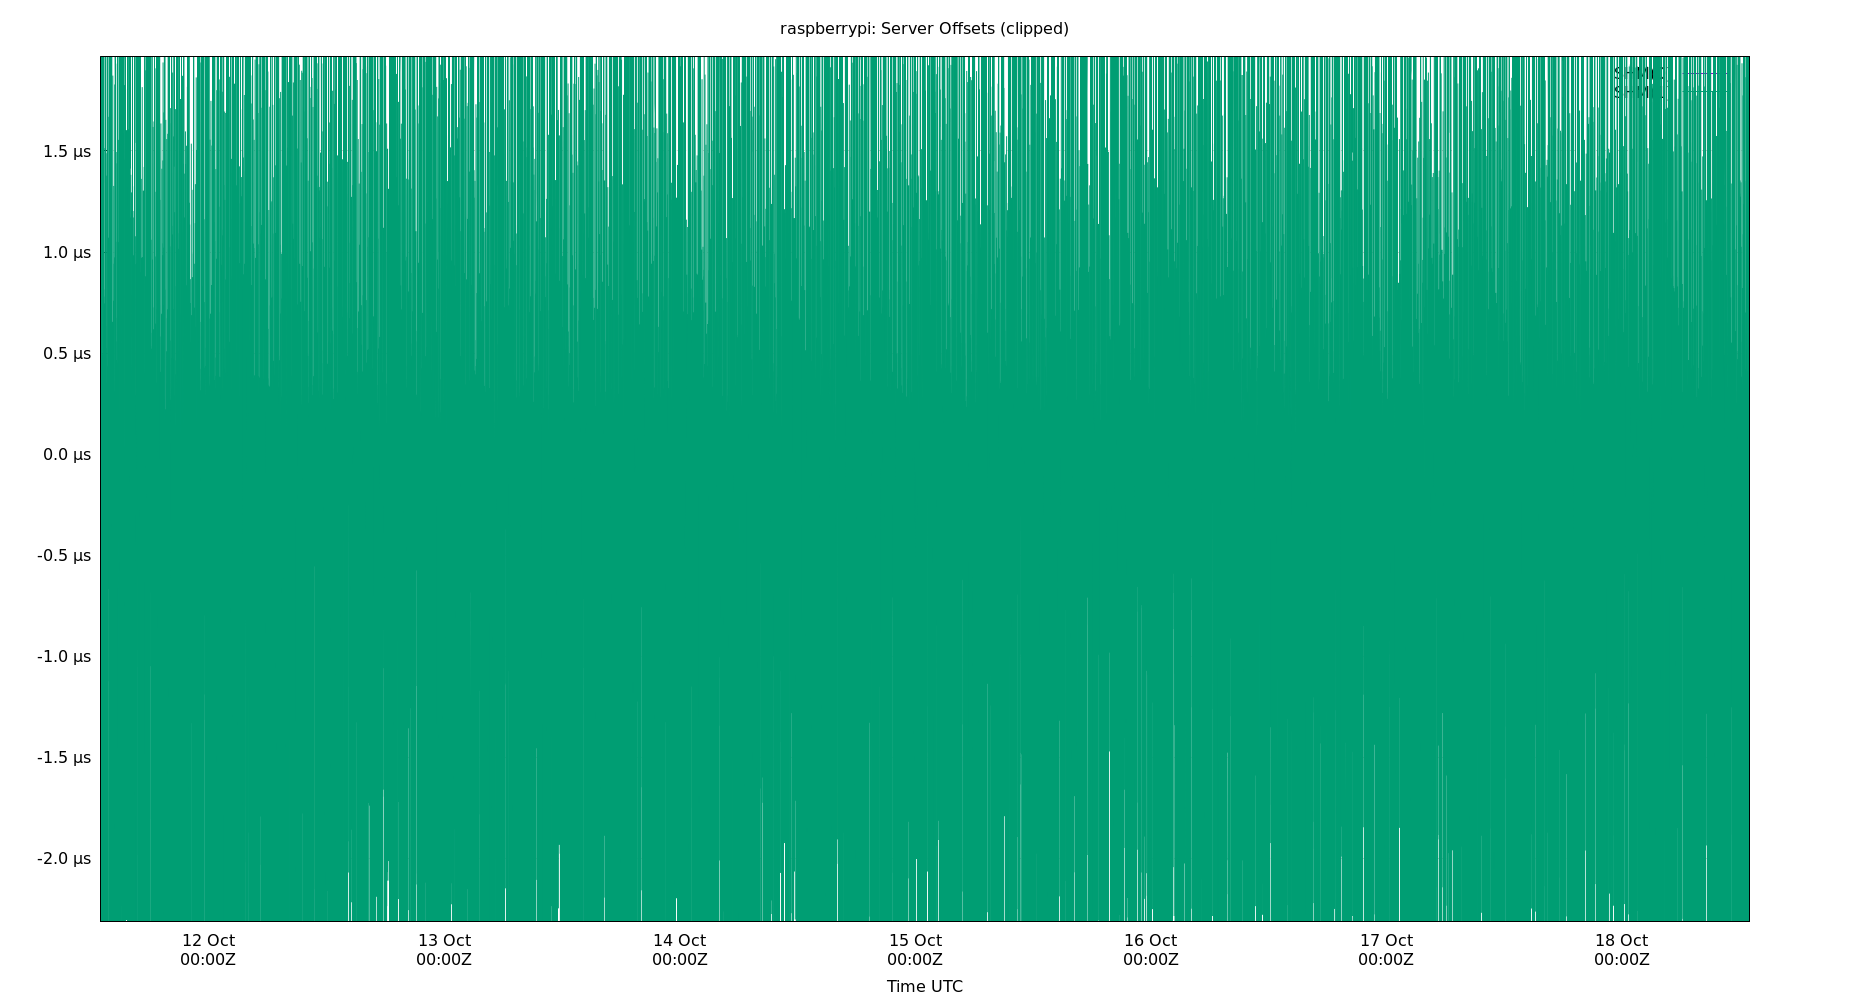 raspberrypi: Server Offsets (clipped)
1.5 µs
1.0 µs
0.5 µs
0.0 µs
-0.5 µs
-1.0 µs
-1.5 µs
-2.0 µs
12 Oct
00:00Z
13 Oct
00:00Z
14 Oct
00:00Z
15 Oct
00:00Z
16 Oct
00:00Z
17 Oct
00:00Z
18 Oct
00:00Z
Time UTC